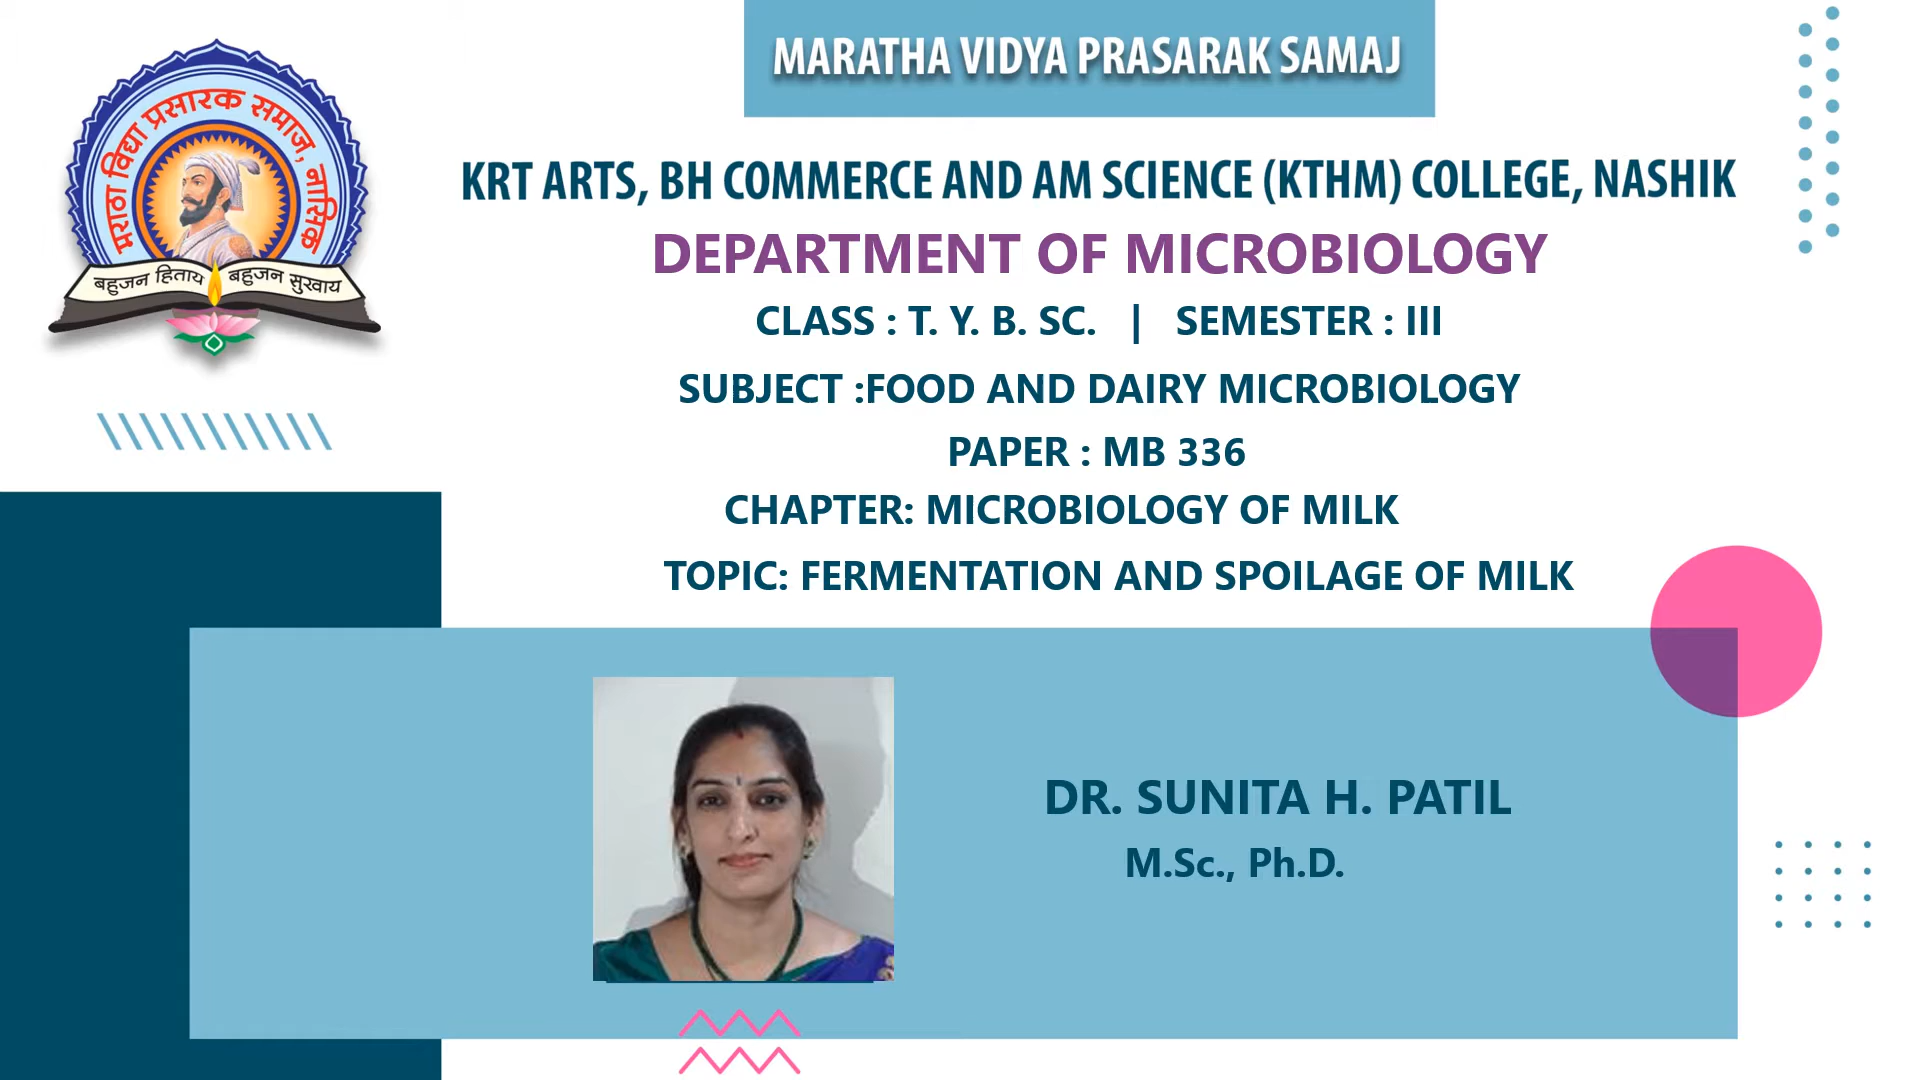 मराठा विद्या प्रसारक समाज, नासिक
बहुजन हिताय बहुजन सुखाय
MARATHA VIDYA PRASARAK SAMAJ
KRT ARTS, BH COMMERCE AND AM SCIENCE (KTHM) COLLEGE, NASHIK
DEPARTMENT OF MICROBIOLOGY
CLASS : T. Y. B. SC. | SEMESTER : III
SUBJECT :FOOD AND DAIRY MICROBIOLOGY
PAPER : MB 336
CHAPTER: MICROBIOLOGY OF MILK
TOPIC: FERMENTATION AND SPOILAGE OF MILK
DR. SUNITA H. PATIL
M.Sc., Ph.D.